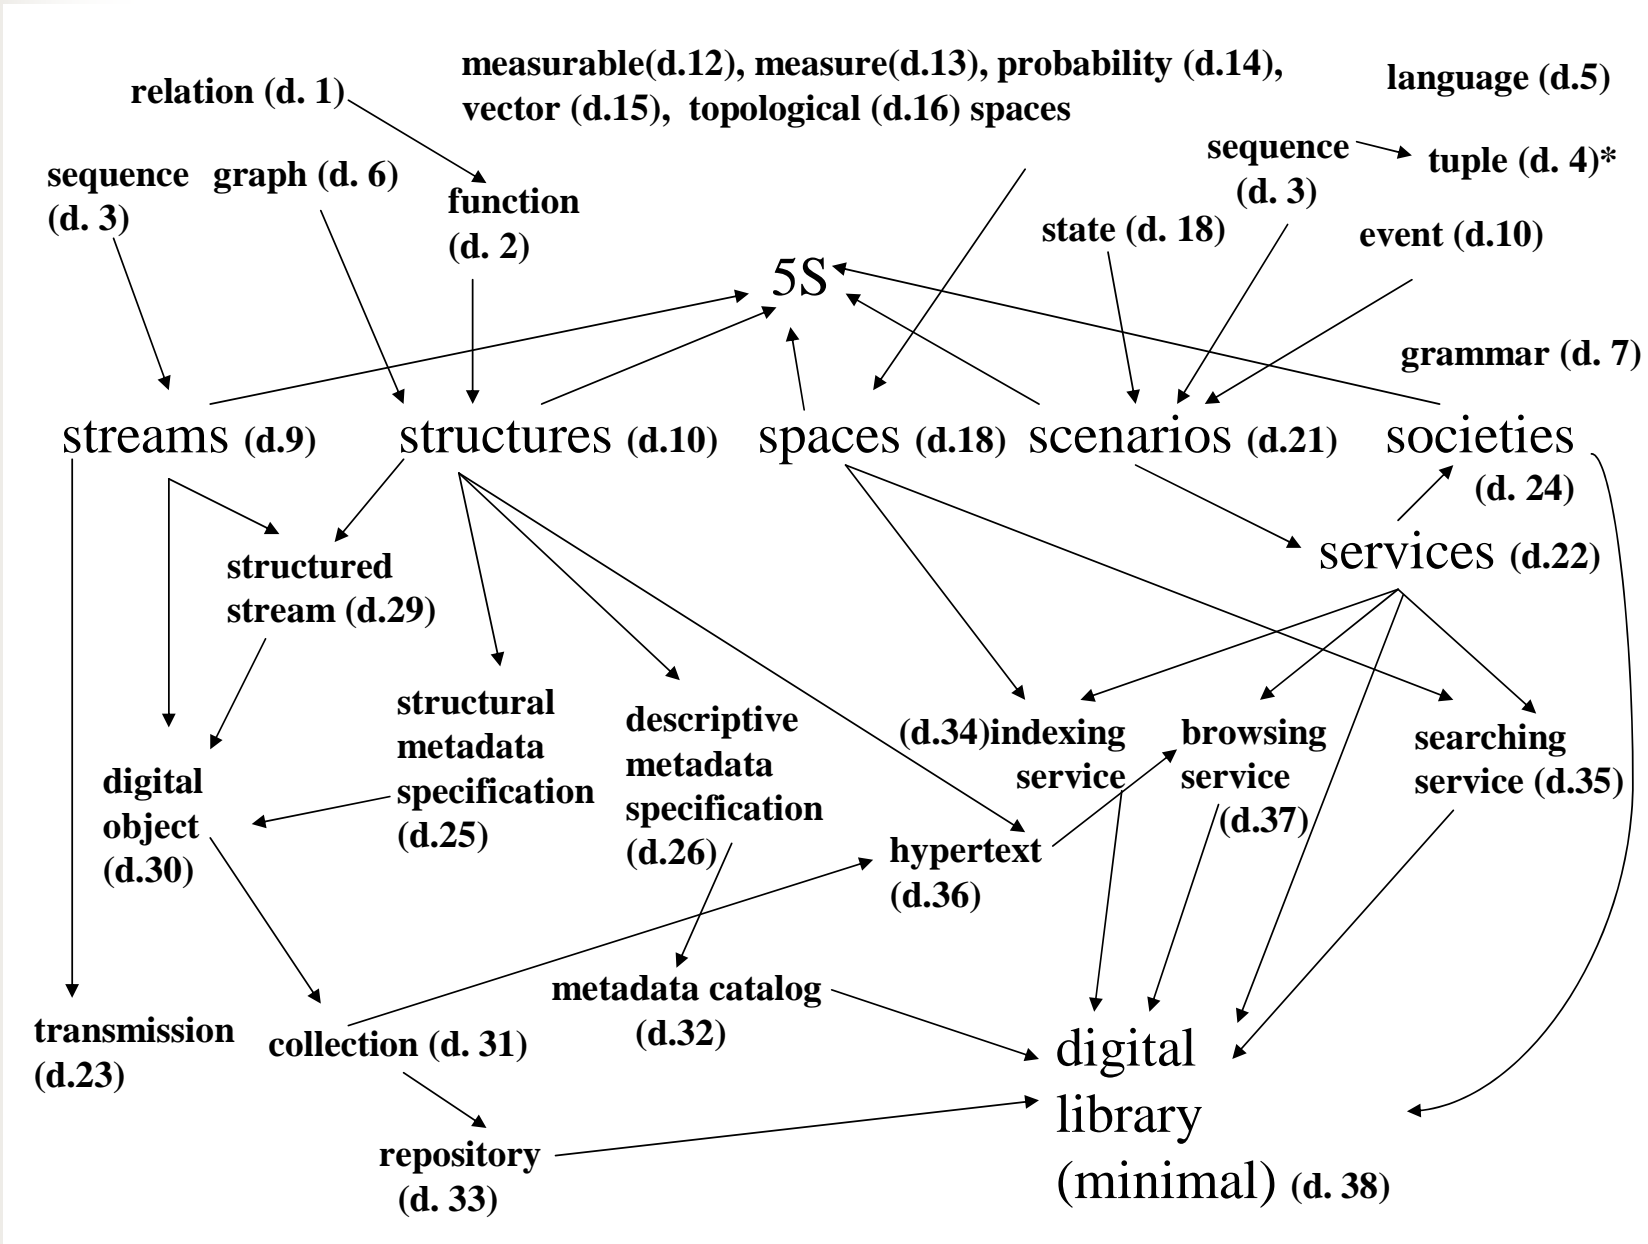 measurable(d.12), measure(d.13), probability (d.14),
vector (d.15), topological (d.16) spaces
relation (d. 1)
language (d.5)
sequence
(d. 3)
graph (d. 6)
function
(d. 2)
sequence
(d. 3)
tuple (d. 4)*
state (d. 18)
event (d.10)
5S
grammar (d. 7)
streams (d.9)
structures (d.10)
spaces (d.18)
scenarios (d.21)
societies
(d. 24)
services (d.22)
structured
stream (d.29)
structural
metadata
specification
(d.25)
descriptive
metadata
specification
(d.26)
(d.34)indexing
service
browsing
service
(d.37)
searching
service (d.35)
digital
object
(d.30)
hypertext
(d.36)
metadata catalog
(d.32)
transmission
(d.23)
collection (d. 31)
repository
(d. 33)
digital
library
(minimal) (d. 38)